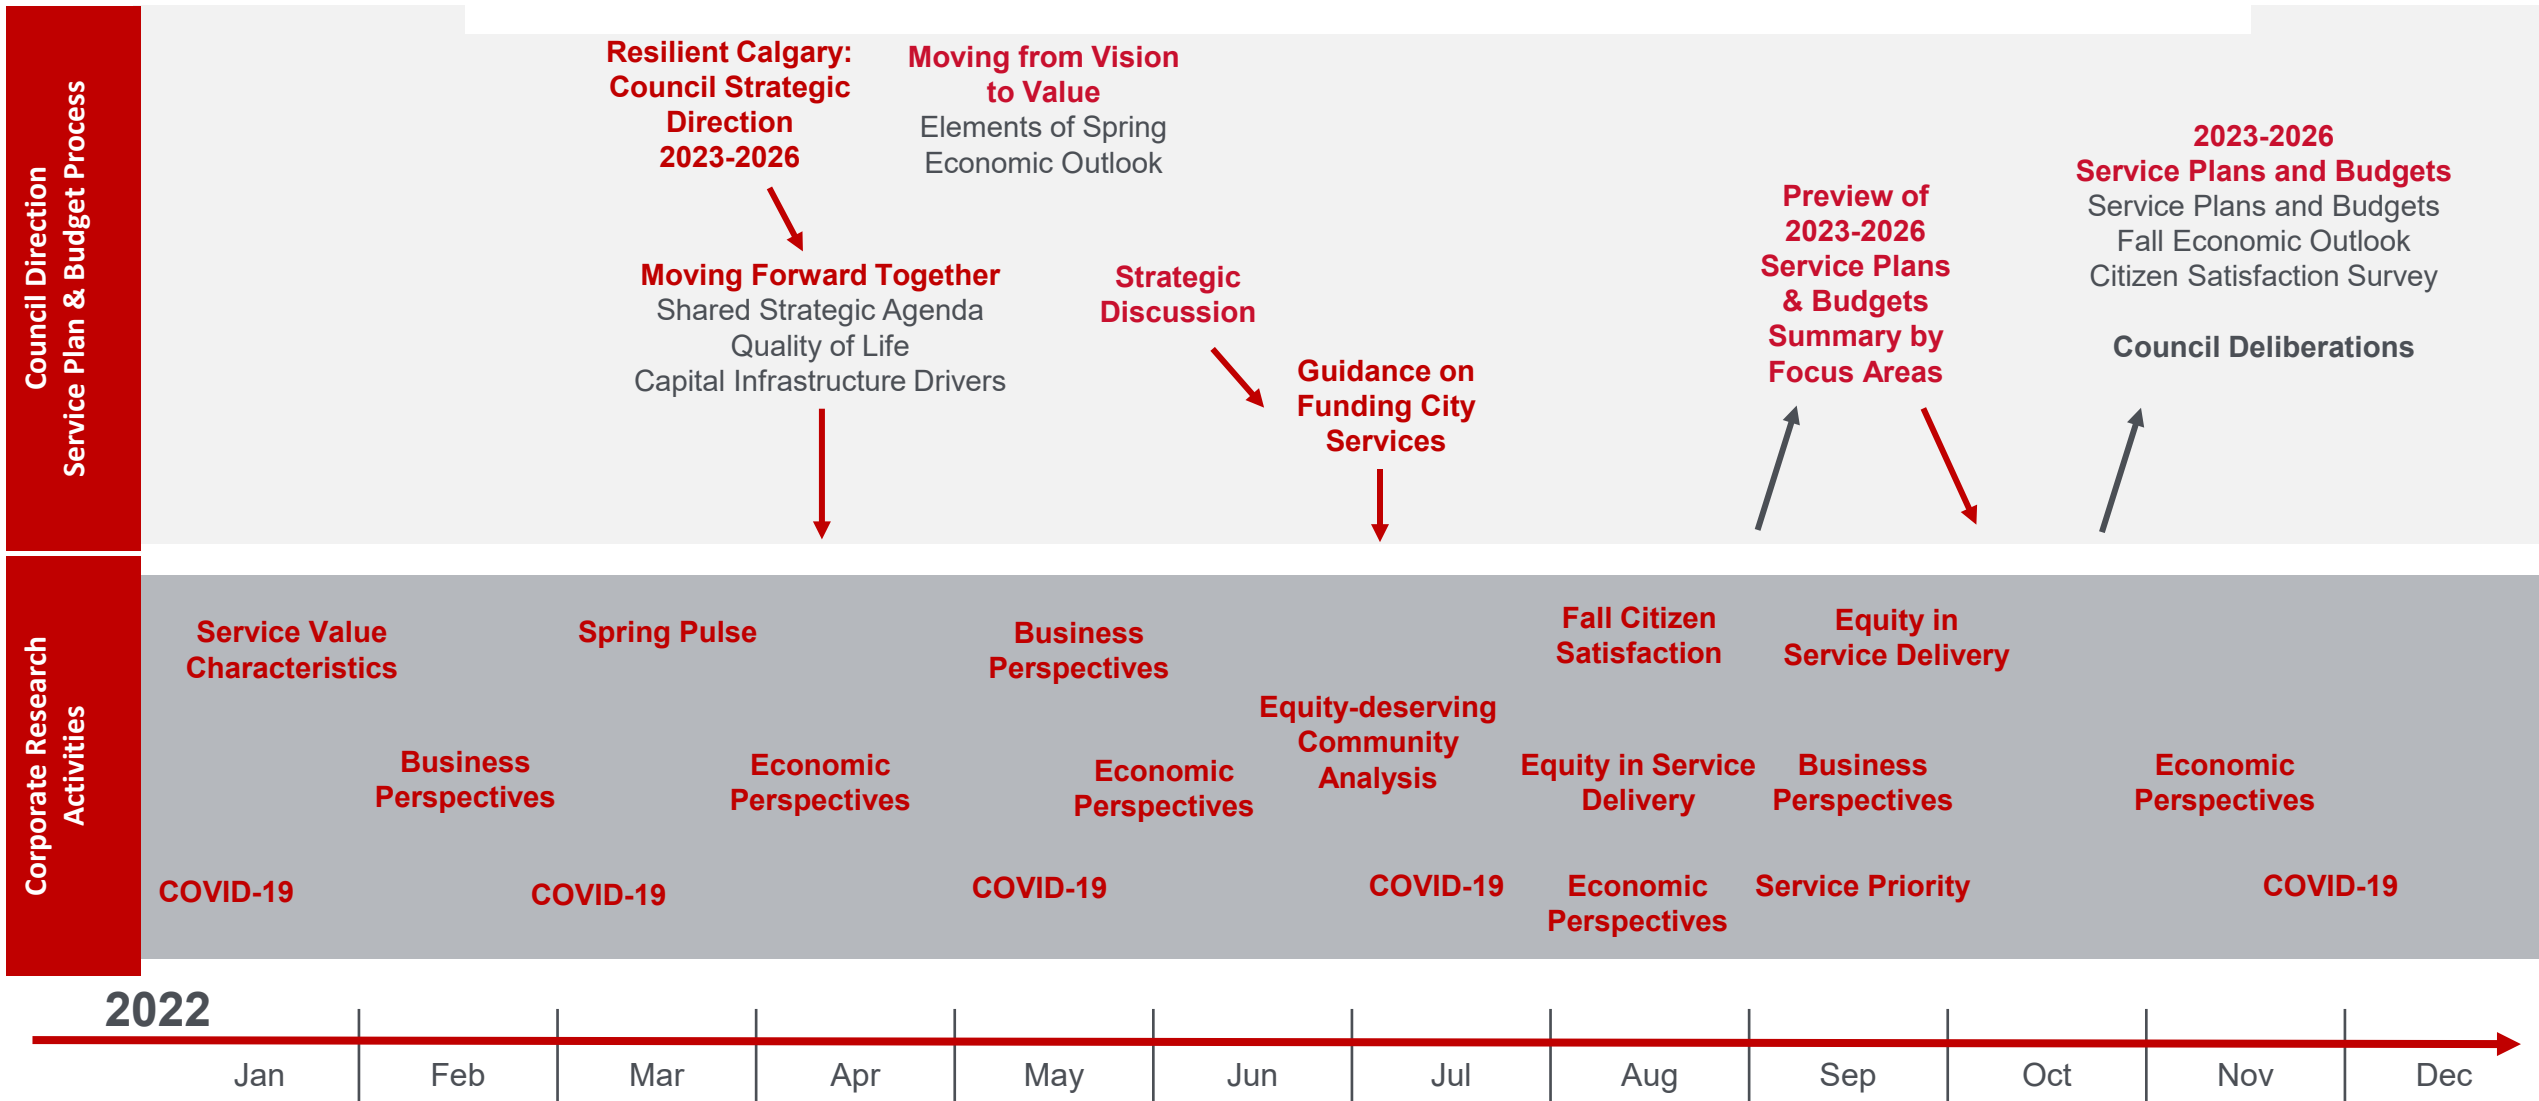 Council Direction
Service Plan & Budget Process
Resilient Calgary:
Council Strategic
Direction
2023-2026
Moving from Vision
to Value
Elements of Spring
Economic Outlook
Moving Forward Together
Shared Strategic Agenda
Quality of Life
Capital Infrastructure Drivers
Strategic
Discussion
Guidance on
Funding City
Services
Preview of
2023-2026
Service Plans
& Budgets
Summary by
Focus Areas
2023-2026
Service Plans and Budgets
Service Plans and Budgets
Fall Economic Outlook
Citizen Satisfaction Survey
Council Deliberations
Corporate Research
Activities
Service Value
Characteristics
Spring Pulse
Business
Perspectives
Fall Citizen
Satisfaction
Equity in
Service Delivery
Business
Perspectives
Economic
Perspectives
Economic
Perspectives
Equity-deserving
Community
Analysis
Equity in Service
Delivery
Business
Perspectives
Economic
Perspectives
COVID-19
COVID-19
COVID-19
COVID-19
Economic
Perspectives
Service Priority
COVID-19
2022
Jan
Feb
Mar
Apr
May
Jun
Jul
Aug
Sep
Oct
Nov
Dec